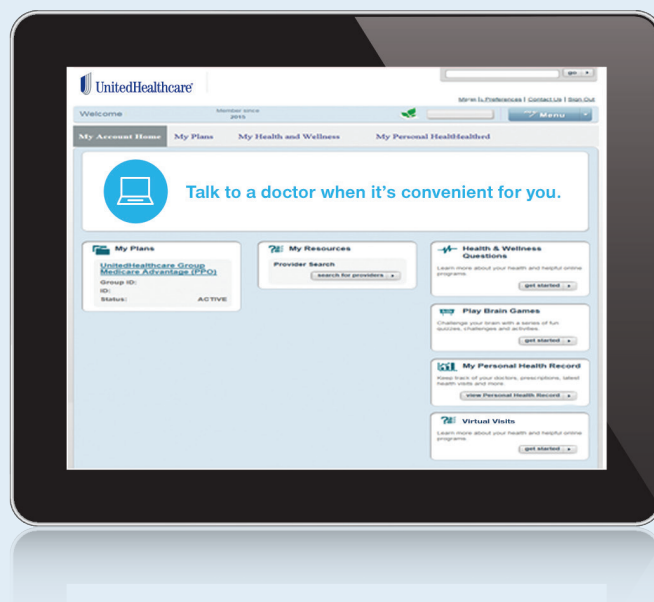 UnitedHealthcare
go
Preferences | Contact Us | Sign Out
Welcome
Member since
2015
Menu
My Account Home
My Plans
My Health and Wellness
My Personal HealtHealthrd
Talk to a doctor when it's convenient for you.
My Plans
UnitedHealthcare Group
Medicare Advantage (PPO)
Group ID:
ID:
Status: ACTIVE
My Resources
Provider Search
search for providers
Health & Wellness
Questions
Learn more about your health and helpful online
programs
get started
Play Brain Games
Challenge your brain with a series of fun
quizzes, challenges and activities.
get started
My Personal Health Record
Keep track of your doctors, prescriptions, latest
health visits and more.
view Personal Health Record
Virtual Visits
Learn more about your health and helpful online
programs
get started